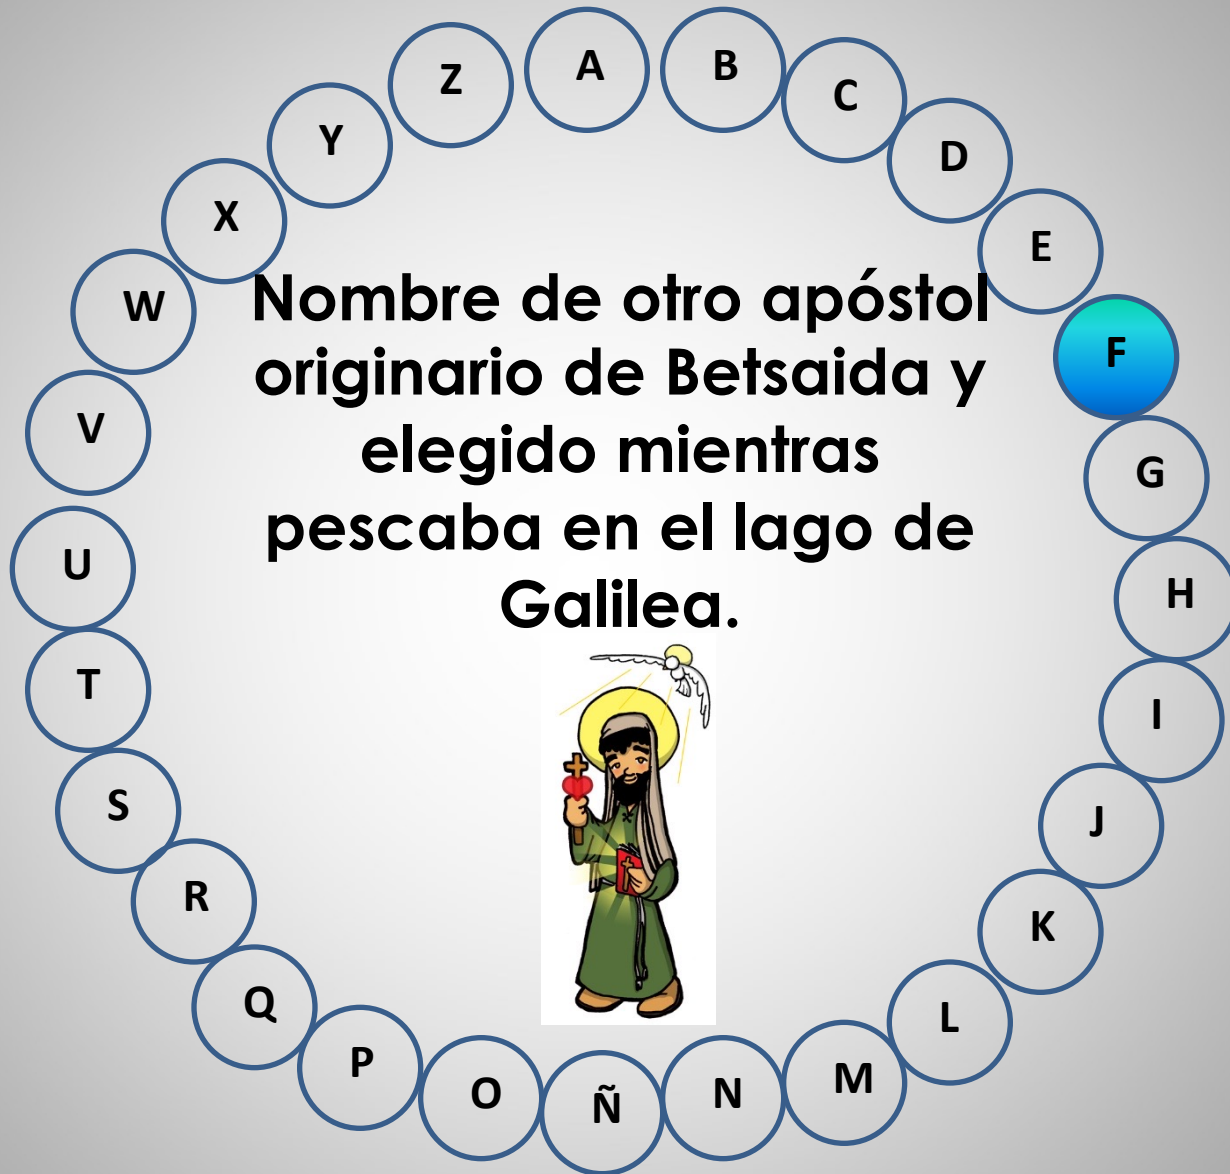 A
B
C
D
E
F
G
H
I
J
K
L
M
N
Ñ
O
P
Q
R
S
T
U
V
W
X
Y
Z
Nombre de otro apóstol
originario de Betsaida y
elegido mientras
pescaba en el lago de
Galilea.